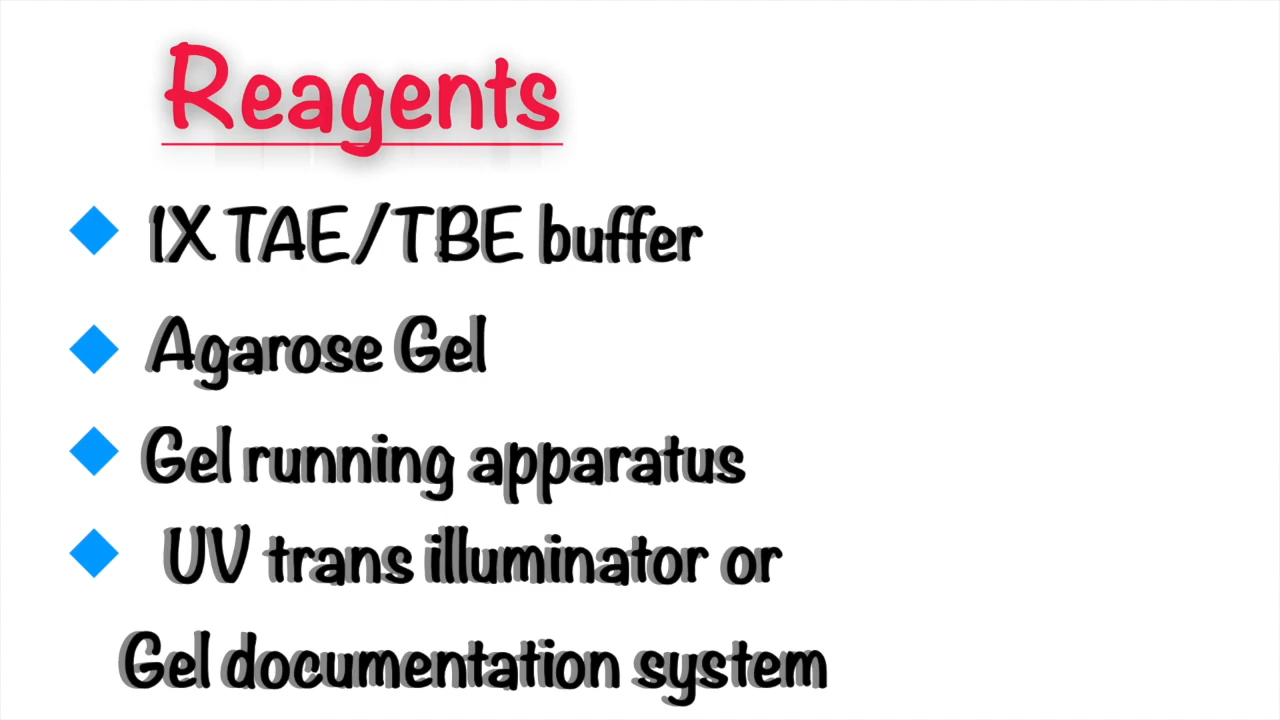 Reagents
1X TAE/TBE buffer
Agarose Gel
Gel running apparatus
UV trans illuminator or
Gel documentation system